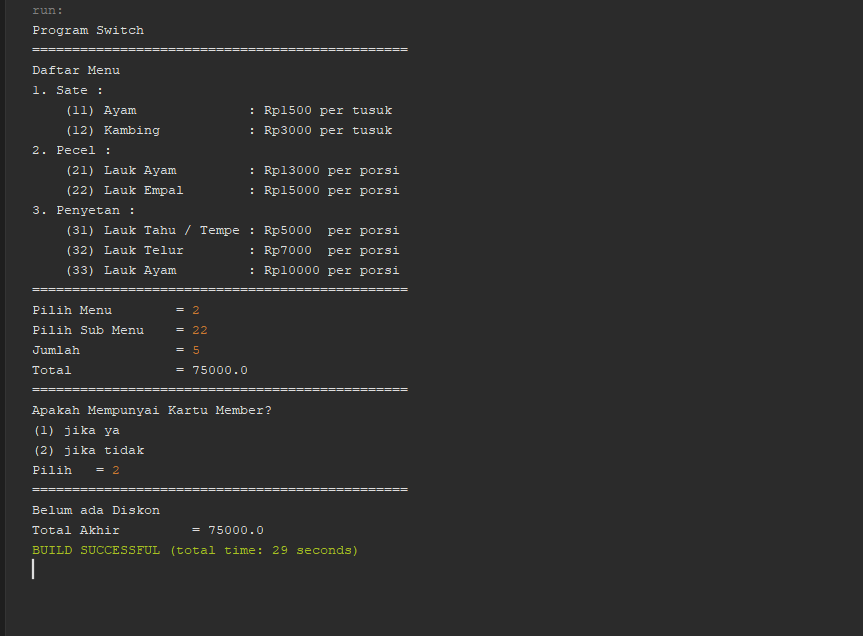 run:
Program Switch
===============================================
Daftar Menu
1. Sate :
    (11) Ayam              : Rp1500 per tusuk
    (12) Kambing           : Rp3000 per tusuk
2. Pecel :
    (21) Lauk Ayam         : Rp13000 per porsi
    (22) Lauk Empal        : Rp15000 per porsi
3. Penyetan :
    (31) Lauk Tahu / Tempe : Rp5000  per porsi
    (32) Lauk Telur        : Rp7000  per porsi
    (33) Lauk Ayam         : Rp10000 per porsi
===============================================
Pilih Menu        = 2
Pilih Sub Menu    = 22
Jumlah            = 5
Total             = 75000.0
===============================================
Apakah Mempunyai Kartu Member?
(1) jika ya
(2) jika tidak
Pilih   = 2
===============================================
Belum ada Diskon
Total Akhir         = 75000.0
BUILD SUCCESSFUL (total time: 29 seconds)